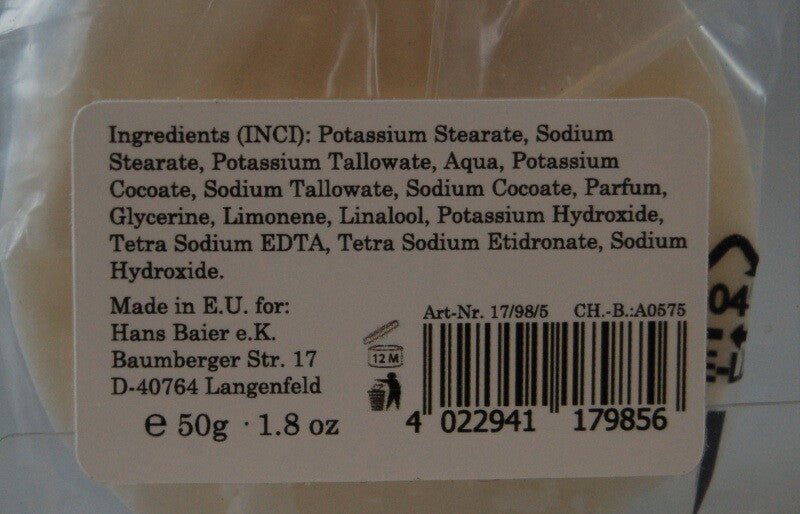 Ingredients (INCI): Potassium Stearate, Sodium
Stearate, Potassium Tallowate, Aqua, Potassium
Cocoate, Sodium Tallowate, Sodium Cocoate, Parfum,
Glycerine, Limonene, Linalool, Potassium Hydroxide,
Tetra Sodium EDTA, Tetra Sodium Etidronate, Sodium
Hydroxide.
Made in E.U. for:
Hans Baier e.K.
Baumberger Str. 17
D-40764 Langenfeld
℮ 50g · 1.8 oz
Art-Nr. 17/98/5 CH.-B.:A0575
12 M
4 022941 179856
04